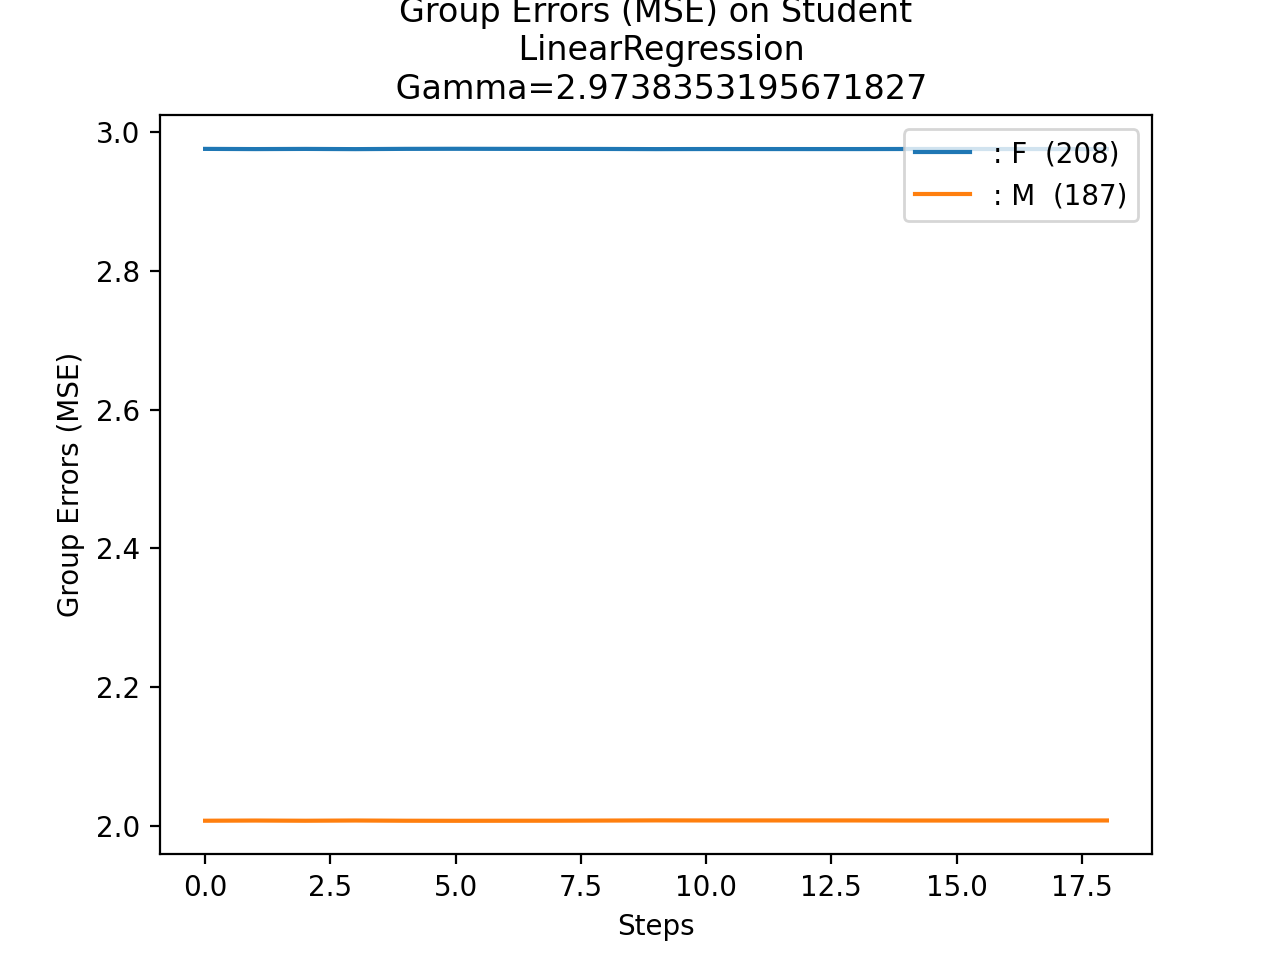 Group Errors (MSE) on Student
LinearRegression
Gamma=2.9738353195671827
3.0
2.8
2.6
2.4
2.2
2.0
Group Errors (MSE)
: F (208)
: M (187)
0.0 2.5 5.0 7.5 10.0 12.5 15.0 17.5
Steps